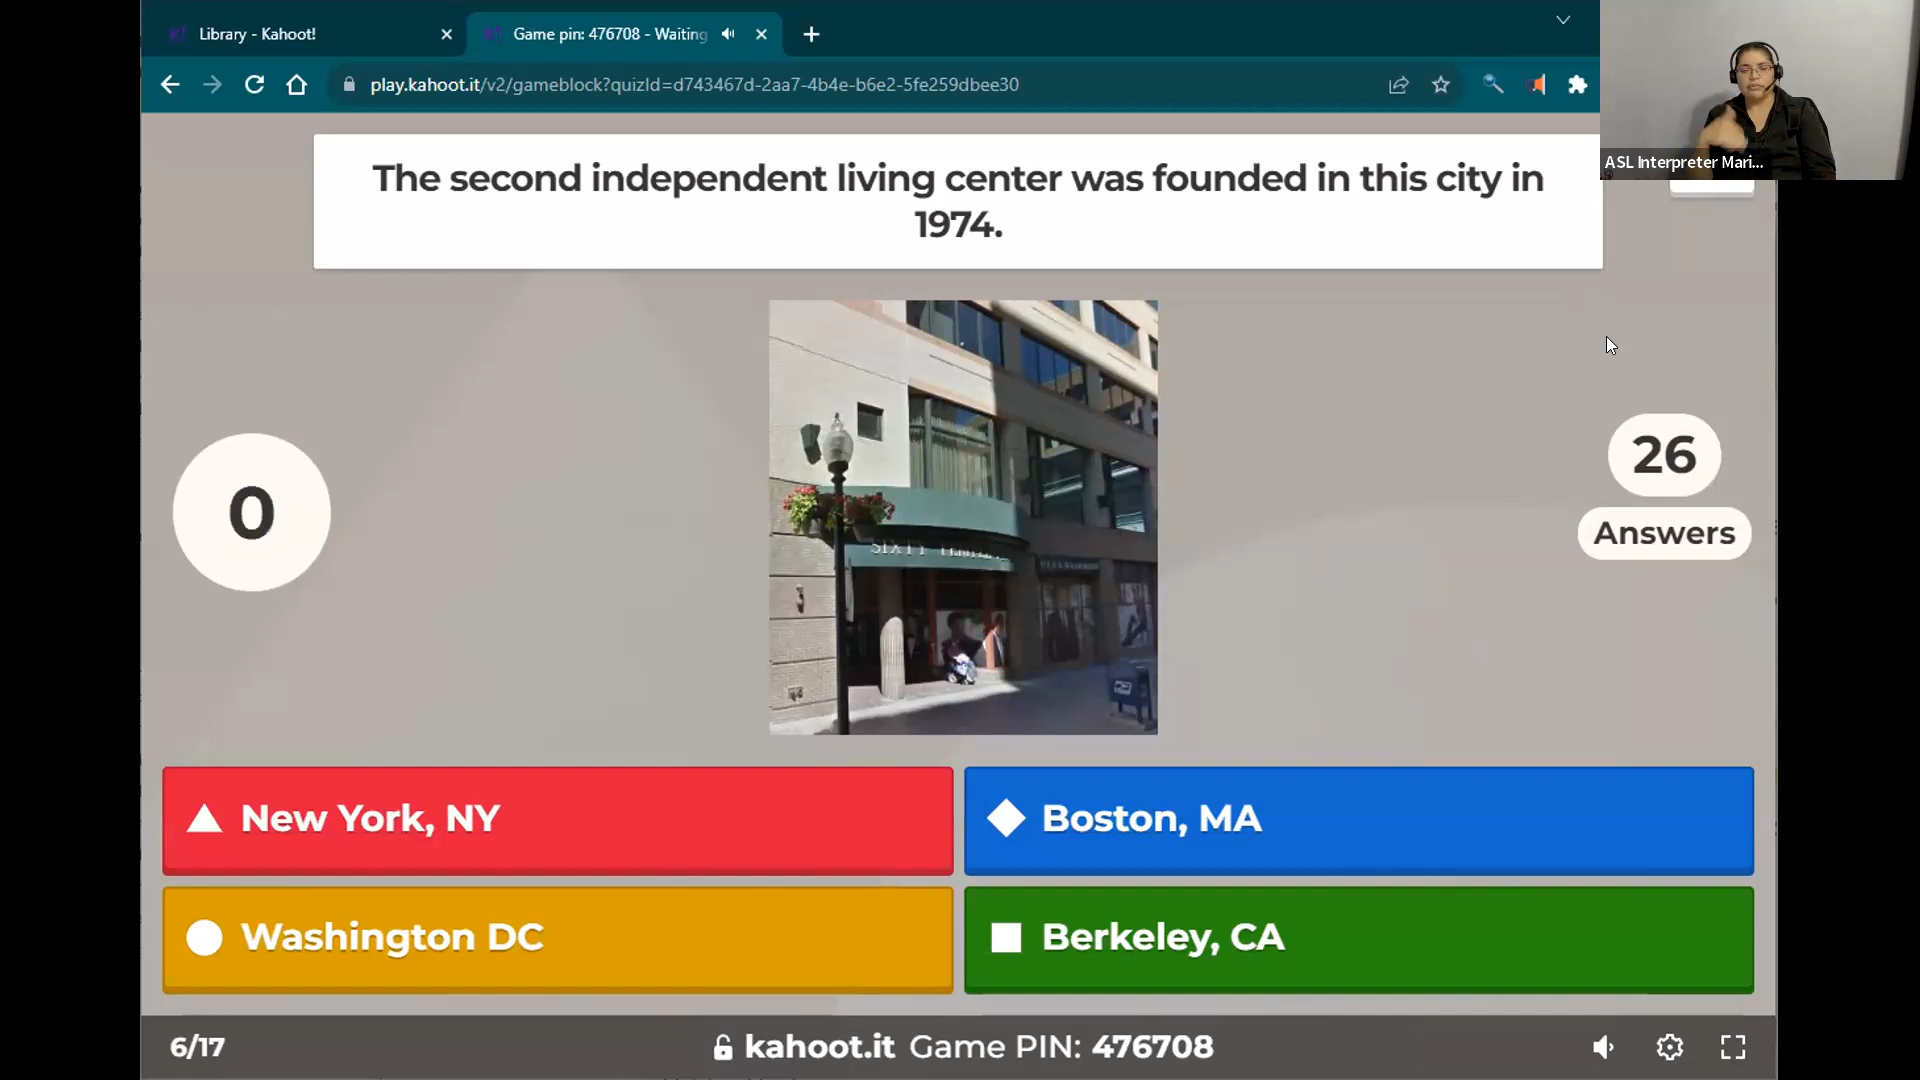 Library - Kahoot!
Game pin: 476708 - Waiting
play.kahoot.it/v2/gameblock?quizId=d743467d-2aa7-4b4e-b6e2-5fe259dbee30
ASL Interpreter Mari...
The second independent living center was founded in this city in
1974.
0
26
Answers
SIXTY
New York, NY
Boston, MA
Washington DC
Berkeley, CA
6/17
kahoot.it Game PIN: 476708